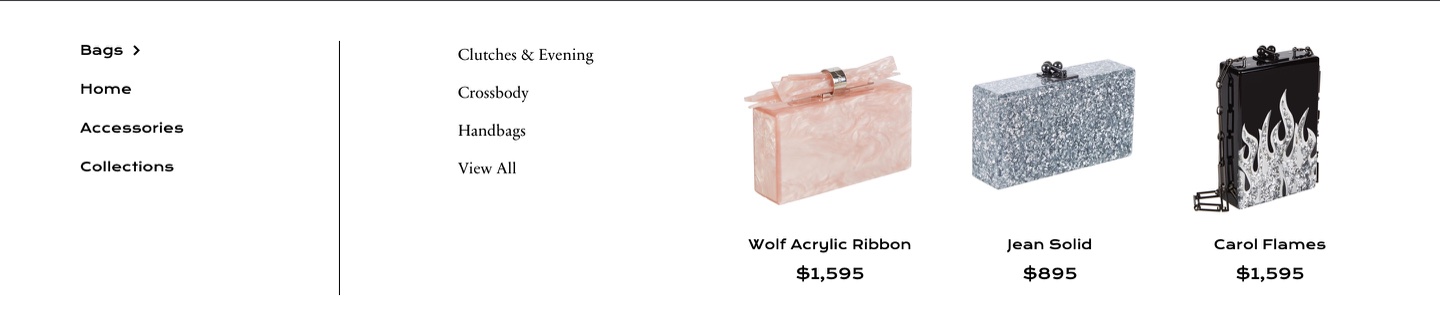 Bags
Home
Accessories
Collections
Clutches & Evening
Crossbody
Handbags
View All
Wolf Acrylic Ribbon
$1,595
Jean Solid
$895
Carol Flames
$1,595